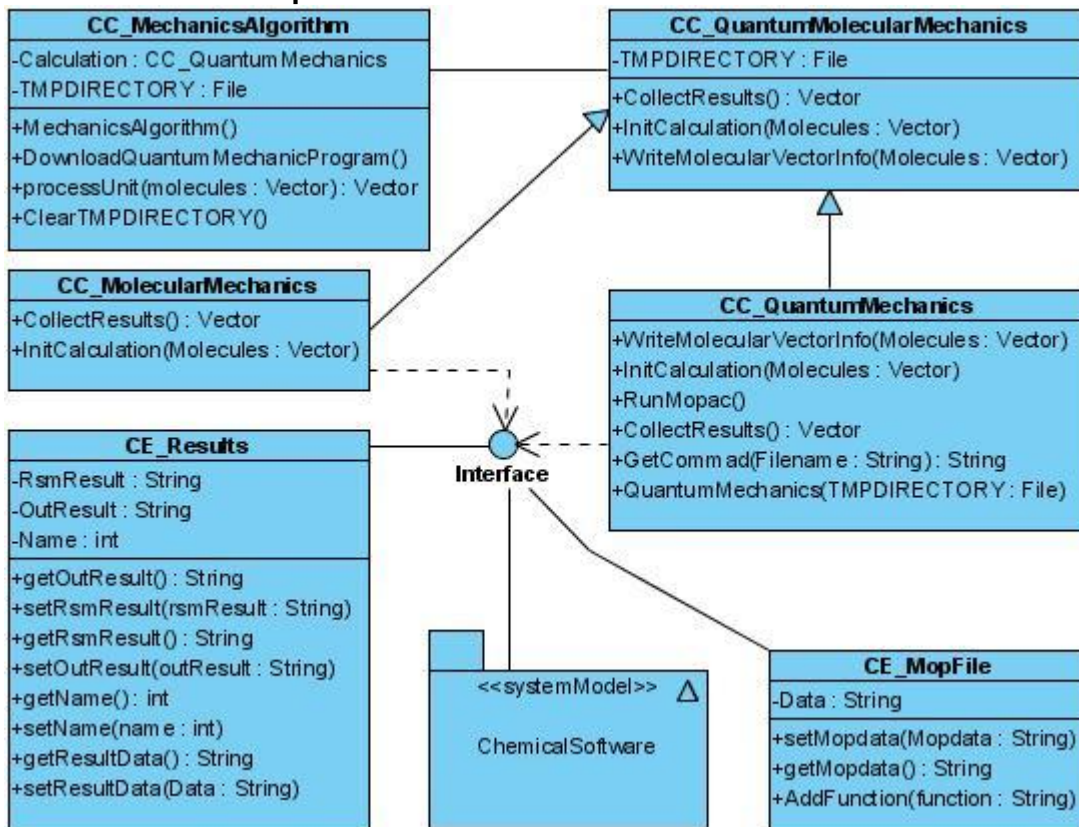 CC_MechanicsAlgorithm
-Calculation : CC_QuantumMechanics
-TMPDIRECTORY : File
+MechanicsAlgorithm()
+DownloadQuantumMechanicProgram()
+processUnit(molecules : Vector) : Vector
+ClearTMPDIRECTORY()
CC_QuantumMolecularMechanics
-TMPDIRECTORY : File
+CollectResults() : Vector
+InitCalculation(Molecules : Vector)
+WriteMolecularVectorInfo(Molecules : Vector)
CC_MolecularMechanics
+CollectResults() : Vector
+InitCalculation(Molecules : Vector)
CC_QuantumMechanics
+WriteMolecularVectorInfo(Molecules : Vector)
+InitCalculation(Molecules : Vector)
+RunMopac()
+CollectResults() : Vector
+GetCommad(Filename : String) : String
+QuantumMechanics(TMPDIRECTORY : File)
Interface
CE_Results
-RsmResult : String
-OutResult : String
-Name : int
+getOutResult() : String
+setRsmResult(rsmResult : String)
+getRsmResult() : String
+setOutResult(outResult : String)
+getName() : int
+setName(name : int)
+getResultData() : String
+setResultData(Data : String)
<<systemModel>>
ChemicalSoftware
CE_MopFile
-Data : String
+setMopdata(Mopdata : String)
+getMopdata() : String
+AddFunction(function : String)